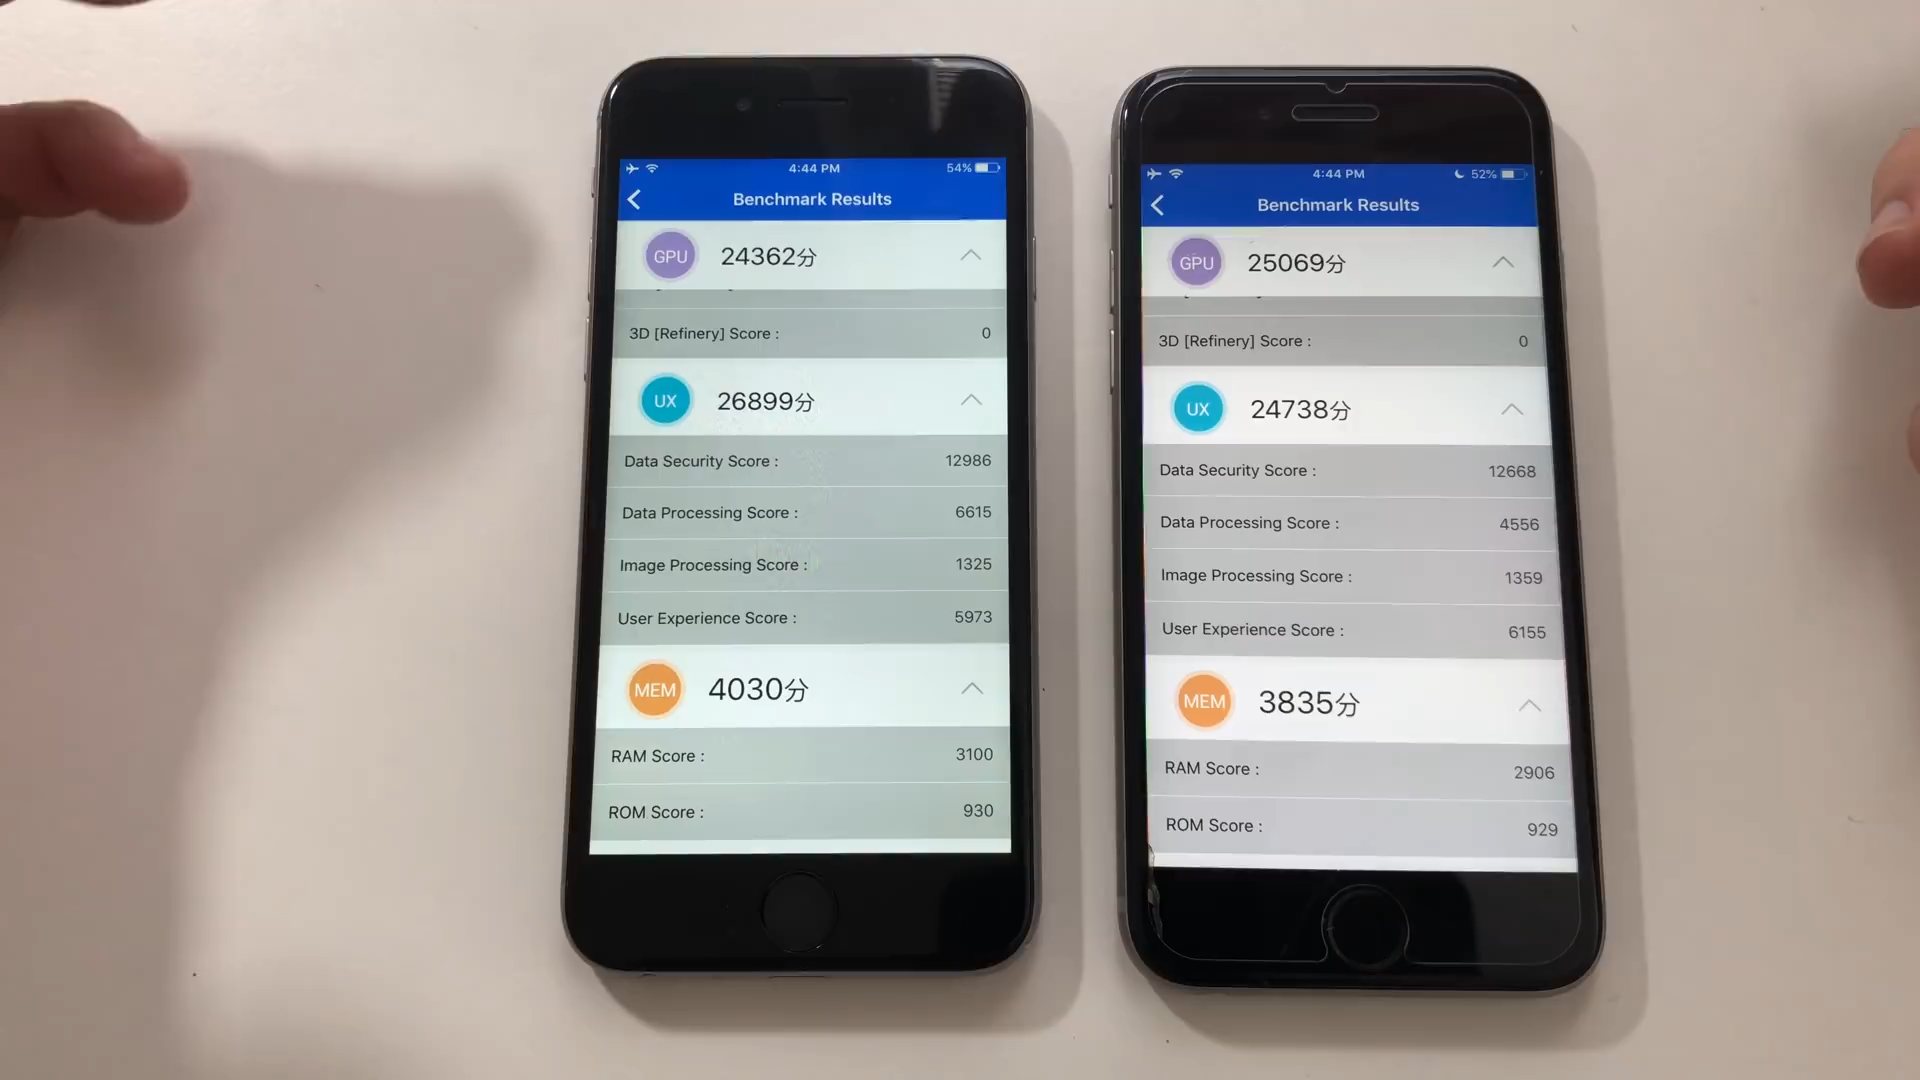 4:44 PM
54%
Benchmark Results
GPU 24362分
3D [Refinery] Score : 0
UX 26899分
Data Security Score : 12986
Data Processing Score : 6615
Image Processing Score : 1325
User Experience Score : 5973
MEM 4030分
RAM Score : 3100
ROM Score : 930
4:44 PM
52%
Benchmark Results
GPU 25069分
3D [Refinery] Score : 0
UX 24738分
Data Security Score : 12668
Data Processing Score : 4556
Image Processing Score : 1359
User Experience Score : 6155
MEM 3835分
RAM Score : 2906
ROM Score : 929